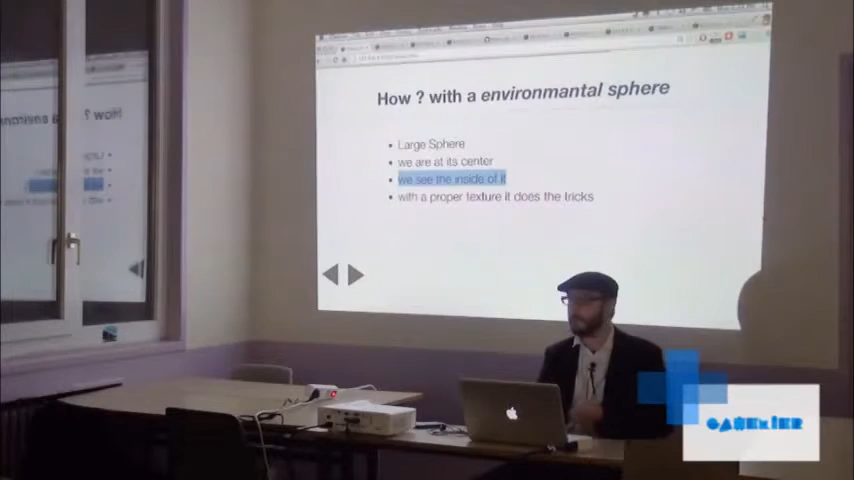 How ? with a environmantal sphere
• Large Sphere
• we are at its center
• we see the inside of it
• with a proper texture it does the tricks